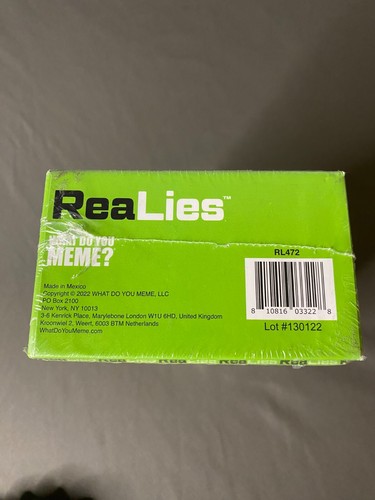 ReaLies™
WHAT DO YOU
MEME?
RL472
Made in Mexico
Copyright © 2022 WHAT DO YOU MEME, LLC
PO Box 2100
New York, NY 10013
3-6 Kenrick Place, Marylebone London W1U 6HD, United Kingdom
Kroonwiel 2, Weert, 6003 BTM Netherlands
WhatDoYouMeme.com
8 10816 03322 8
Lot #130122